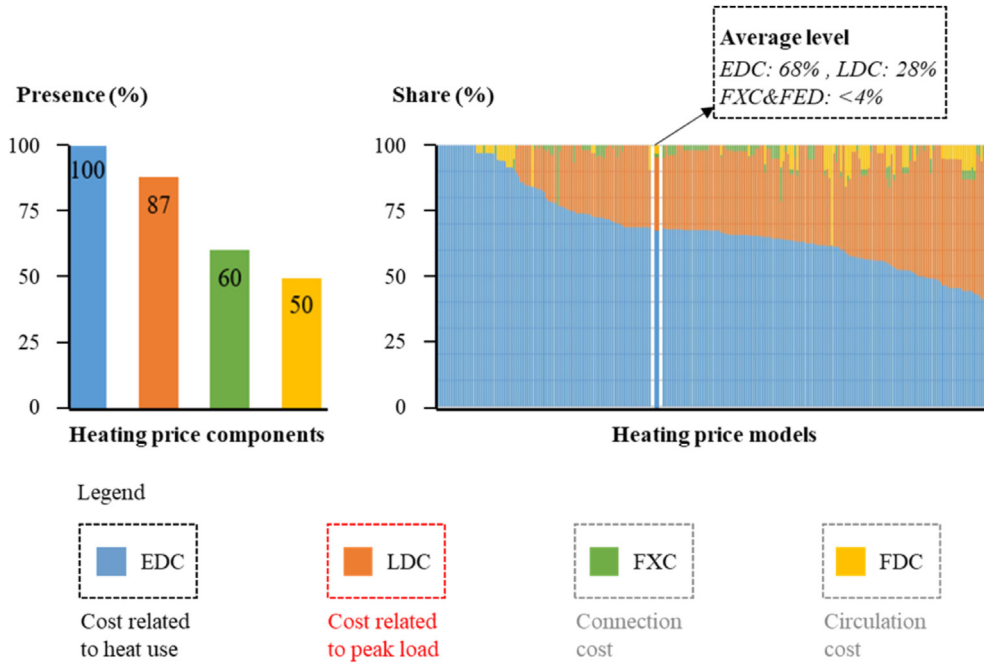 Average level
EDC: 68% , LDC: 28%
FXC&FED: <4%
Presence (%)
100
75
50
25
0
100
87
60
50
Heating price components
Share (%)
100
75
50
25
0
Heating price models
Legend
EDC
LDC
FXC
FDC
Cost related
to heat use
Cost related
to peak load
Connection
cost
Circulation
cost